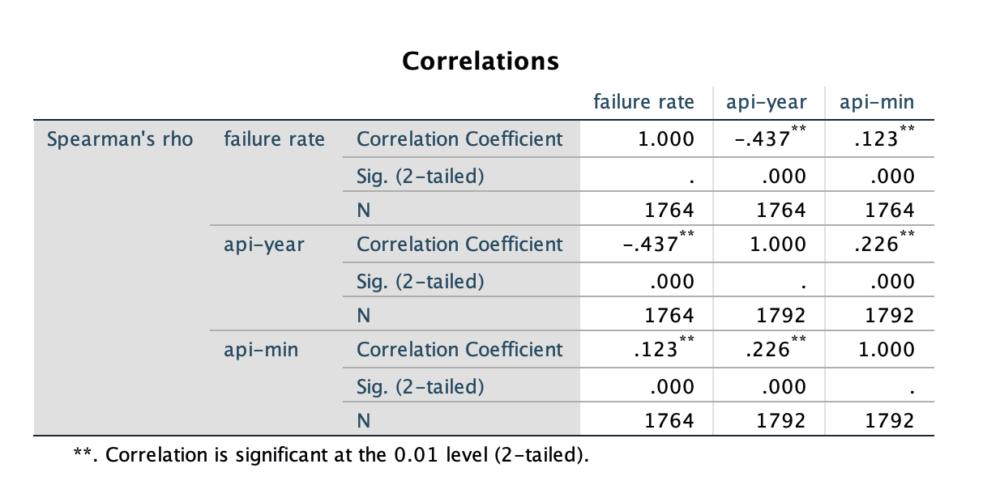 Correlations
failure rate api-year api-min
Spearman's rho failure rate Correlation Coefficient 1.000 -.437** .123**
Sig. (2-tailed) . .000 .000
N 1764 1764 1764
api-year Correlation Coefficient -.437** 1.000 .226**
Sig. (2-tailed) .000 . .000
N 1764 1792 1792
api-min Correlation Coefficient .123** .226** 1.000
Sig. (2-tailed) .000 .000 .
N 1764 1792 1792
**. Correlation is significant at the 0.01 level (2-tailed).